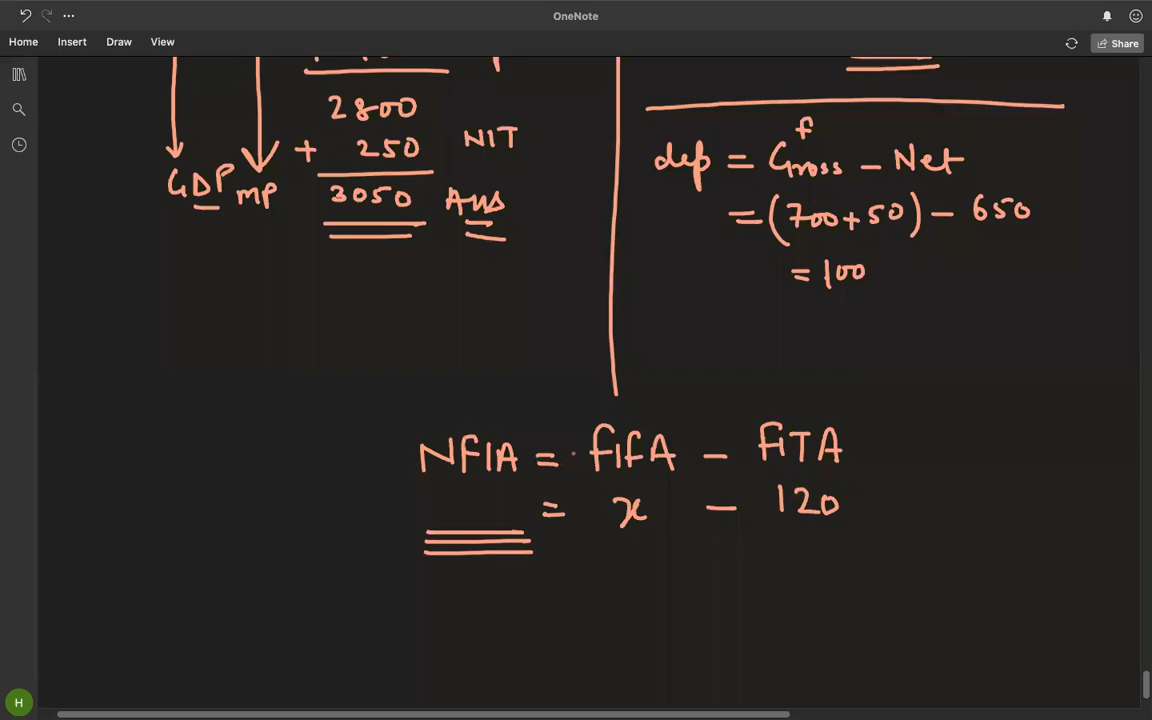 OneNote
Home Insert Draw View
Share
2800
+ 250 NIT
GDP MP 3050 Ans
f
dep = Gross - Net
= (700+50) - 650
= 100
NFIA = FIFA - FITA
= x - 120
H